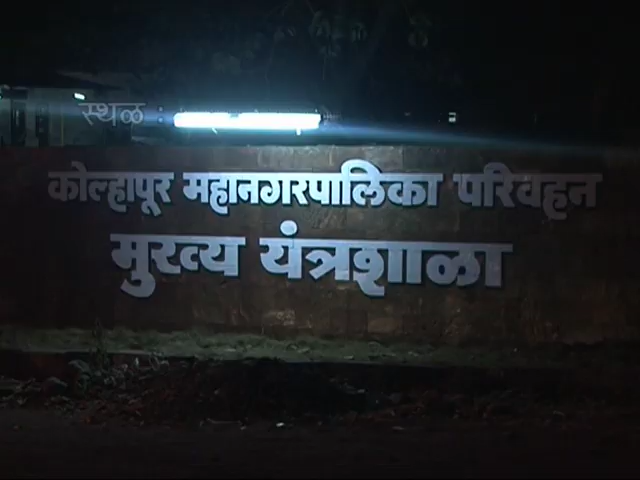 स्थळ :
कोल्हापूर महानगरपालिका परिवहन
मुख्य यंत्रशाळा